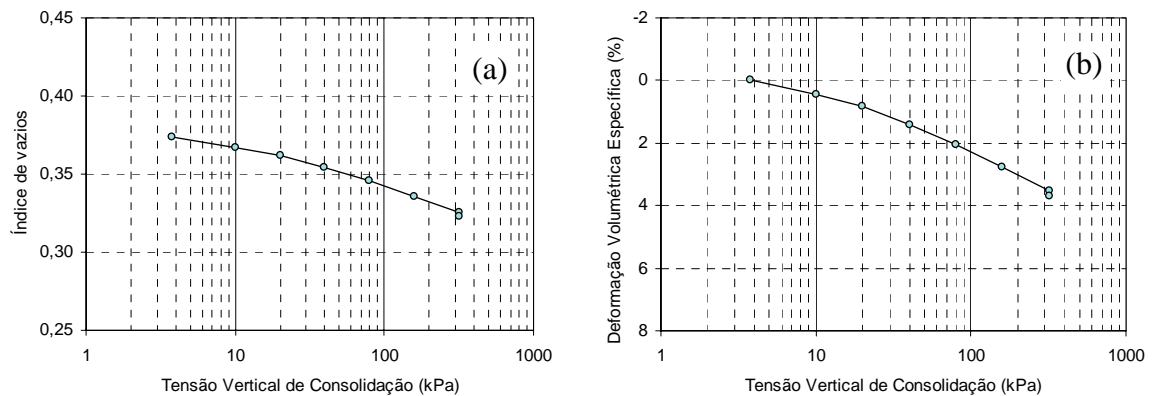 0,45
0,40
0,35
0,30
0,25
Índice de vazios
(a)
1 10 100 1000
Tensão Vertical de Consolidação (kPa)
-2
0
2
4
6
8
Deformação Volumétrica Específica (%)
(b)
1 10 100 1000
Tensão Vertical de Consolidação (kPa)